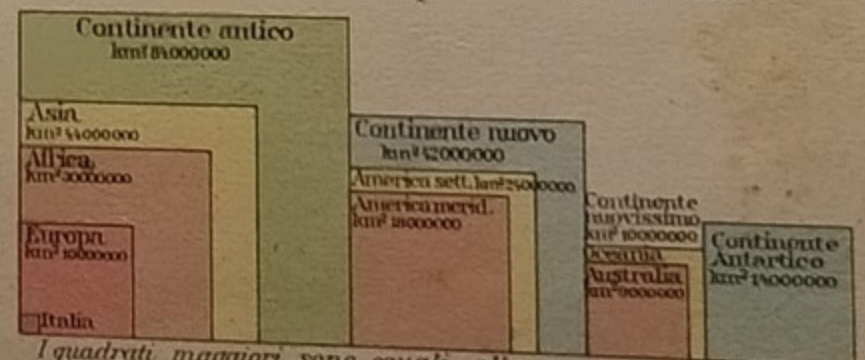 Continente antico
km² 84000000
Asia
km² 44000000
Africa
km² 30000000
Europa
km² 10000000
Italia
Continente nuovo
km² 42000000
America sett. km² 24000000
America merid.
km² 18000000
Continente
nuovissimo
km² 10000000
Oceania
Australia
km² 9000000
Continente
Antartico
km² 14000000
I quadrati maggiori sono